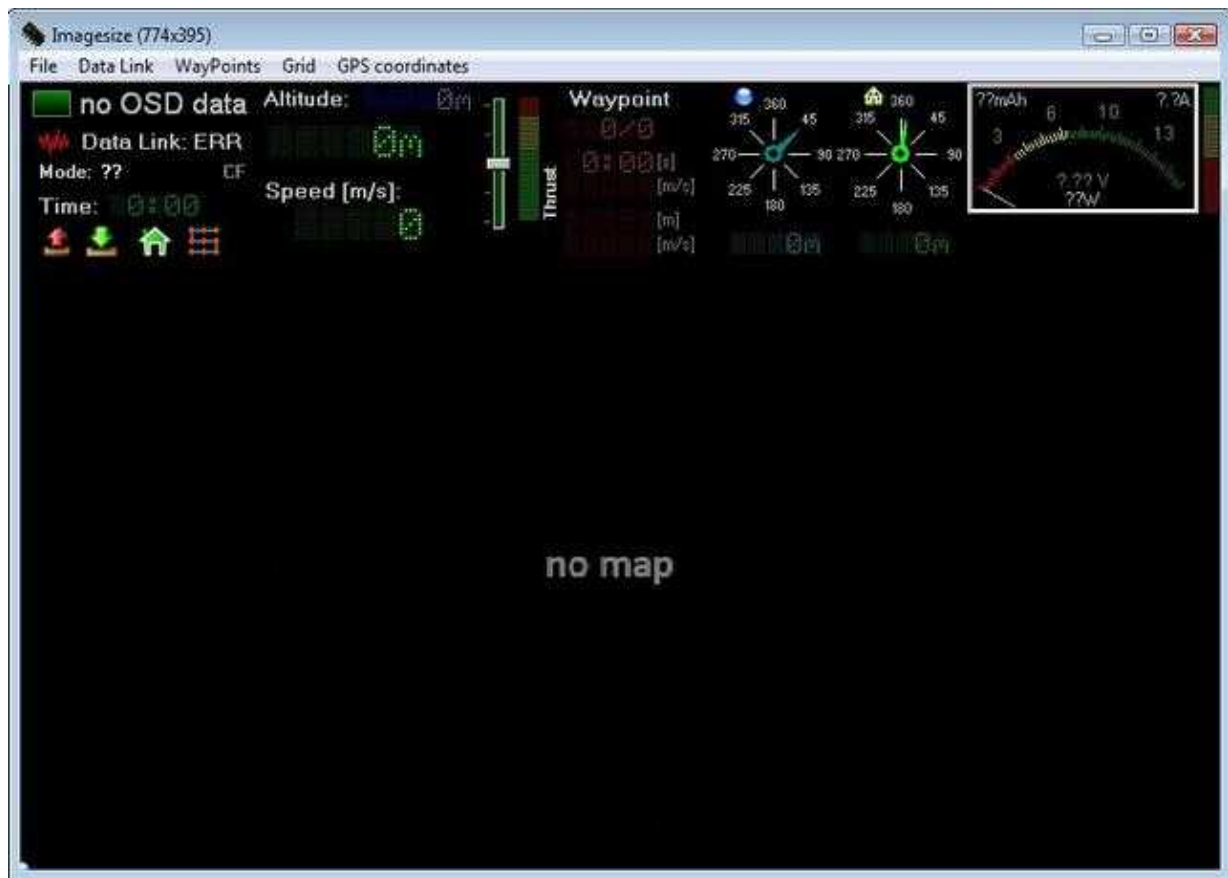 Imagesize (774x395)
File Data Link WayPoints Grid GPS coordinates
no OSD data
Data Link: ERR
Mode: ?? CF
Time: 0:00
Altitude: 0m
0m
Speed [m/s]:
0
Thrust
Waypoint
0/0
0:00[s]
[m/s]
[m]
[m/s]
360
315 45
270 90
225 135
180
0m
360
315 45
270 90
225 135
180
0m
??mAh ?.?A
3 6 10 13
?.?? V
??W
no map